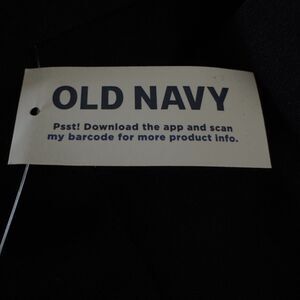 OLD NAVY
Psst! Download the app and scan
my barcode for more product info.